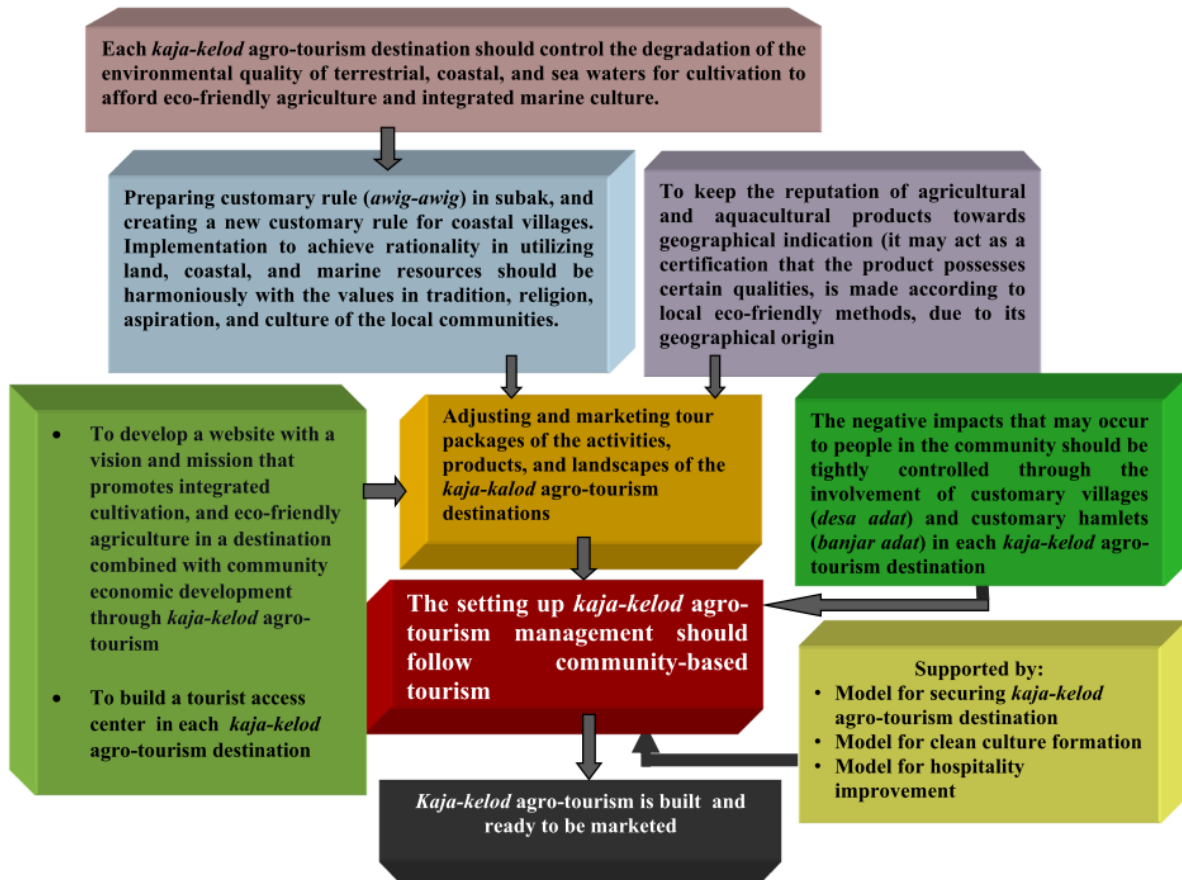 Each kaja-kelod agro-tourism destination should control the degradation of the
environmental quality of terrestrial, coastal, and sea waters for cultivation to
afford eco-friendly agriculture and integrated marine culture.
Preparing customary rule (awig-awig) in subak, and
creating a new customary rule for coastal villages.
Implementation to achieve rationality in utilizing
land, coastal, and marine resources should be
harmoniously with the values in tradition, religion,
aspiration, and culture of the local communities.
To keep the reputation of agricultural
and aquacultural products towards
geographical indication (it may act as a
certification that the product possesses
certain qualities, is made according to
local eco-friendly methods, due to its
geographical origin
• To develop a website with a
vision and mission that
promotes integrated
cultivation, and eco-friendly
agriculture in a destination
combined with community
economic development
through kaja-kelod agro-
tourism
• To build a tourist access
center in each kaja-kelod
agro-tourism destination
Adjusting and marketing tour
packages of the activities,
products, and landscapes of the
kaja-kalod agro-tourism
destinations
The negative impacts that may occur
to people in the community should be
tightly controlled through the
involvement of customary villages
(desa adat) and customary hamlets
(banjar adat) in each kaja-kelod agro-
tourism destination
The setting up kaja-kelod agro-
tourism management should
follow community-based
tourism
Supported by:
• Model for securing kaja-kelod
agro-tourism destination
• Model for clean culture formation
• Model for hospitality
improvement
Kaja-kelod agro-tourism is built and
ready to be marketed